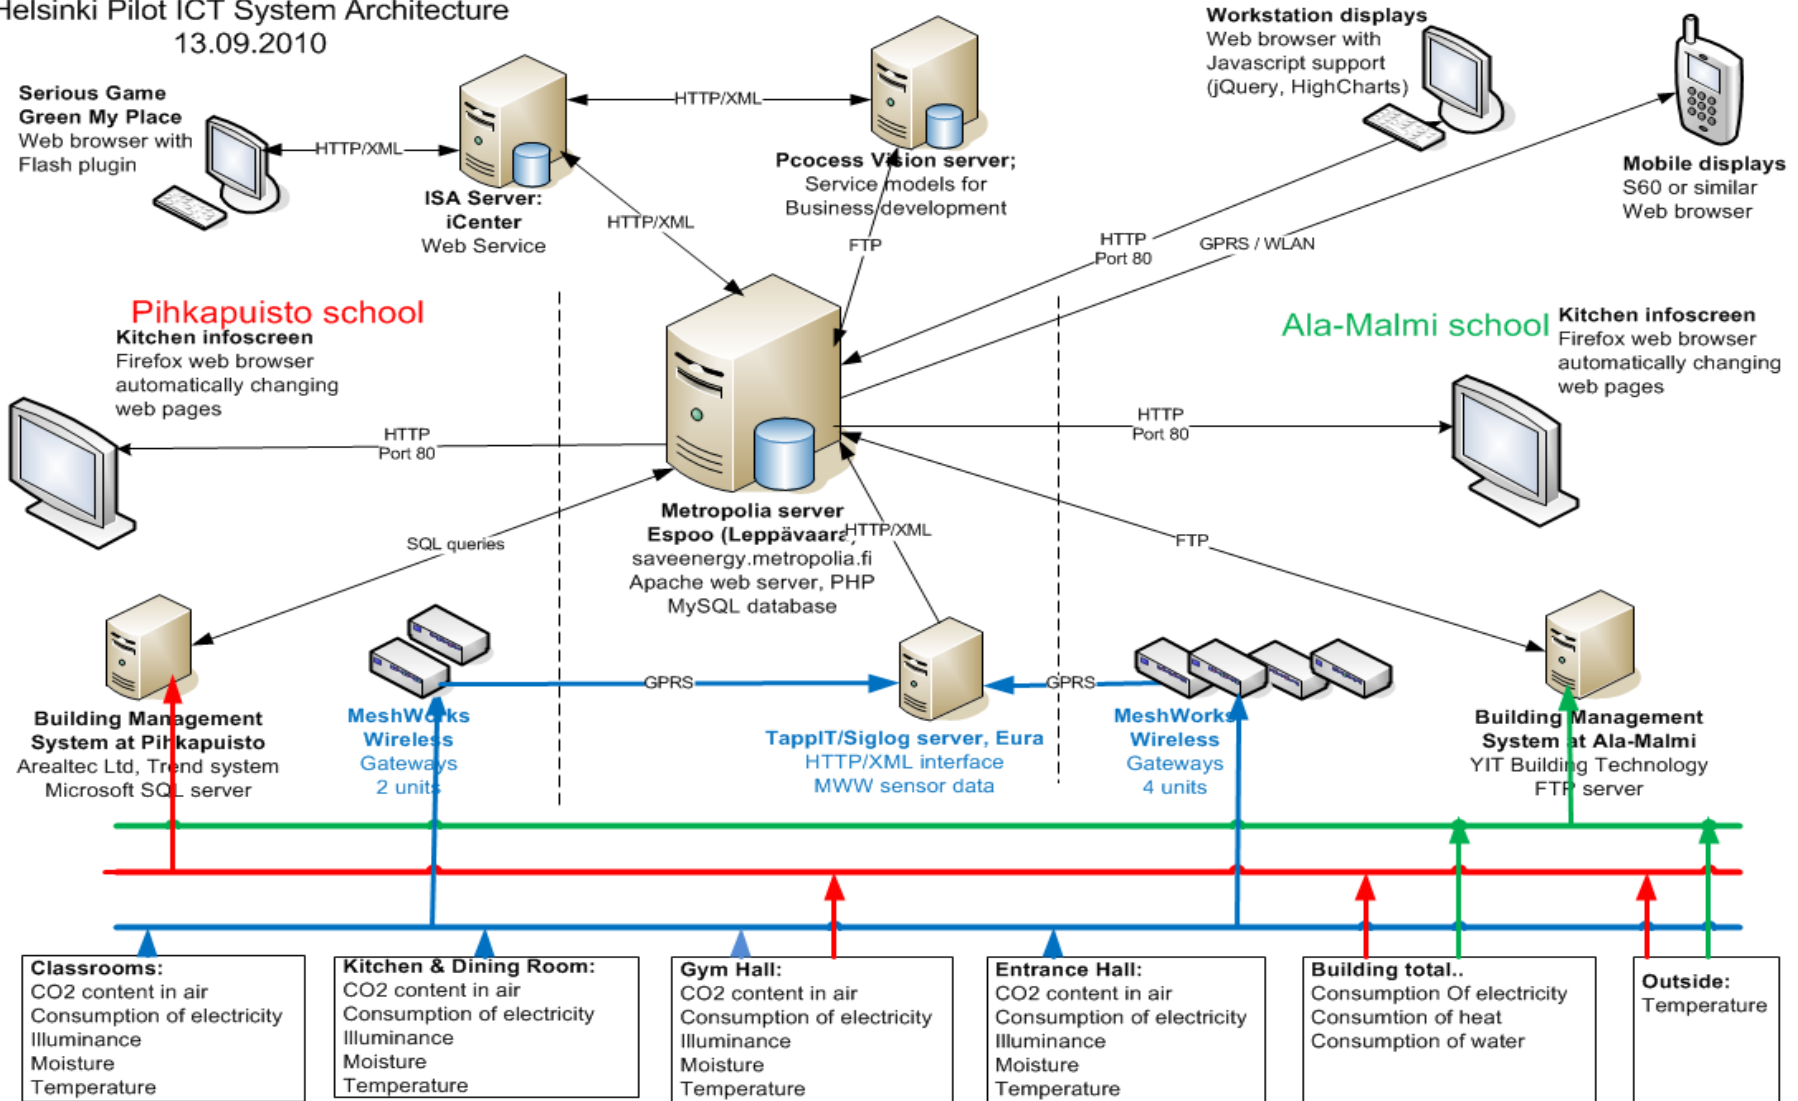 Helsinki Pilot ICT System Architecture
13.09.2010
Serious Game
Green My Place
Web browser with
Flash plugin
HTTP/XML
ISA Server:
iCenter
Web Service
HTTP/XML
Pcocess Vision server;
Service models for
Business development
HTTP/XML
FTP
Workstation displays
Web browser with
Javascript support
(jQuery, HighCharts)
Mobile displays
S60 or similar
Web browser
HTTP
Port 80
GPRS / WLAN
Pihkapuisto school
Kitchen infoscreen
Firefox web browser
automatically changing
web pages
HTTP
Port 80
Ala-Malmi school
Kitchen infoscreen
Firefox web browser
automatically changing
web pages
HTTP
Port 80
Metropolia server
Espoo (Leppävaara)
saveenergy.metropolia.fi
Apache web server, PHP
MySQL database
HTTP/XML
SQL queries
FTP
Building Management
System at Pihkapuisto
Arealtec Ltd, Trend system
Microsoft SQL server
MeshWorks
Wireless
Gateways
2 units
GPRS
TappIT/Siglog server, Eura
HTTP/XML interface
MWW sensor data
GPRS
MeshWorks
Wireless
Gateways
4 units
Building Management
System at Ala-Malmi
YIT Building Technology
FTP server
Classrooms:
CO2 content in air
Consumption of electricity
Illuminance
Moisture
Temperature
Kitchen & Dining Room:
CO2 content in air
Consumption of electricity
Illuminance
Moisture
Temperature
Gym Hall:
CO2 content in air
Consumption of electricity
Illuminance
Moisture
Temperature
Entrance Hall:
CO2 content in air
Consumption of electricity
Illuminance
Moisture
Temperature
Building total..
Consumption Of electricity
Consumtion of heat
Consumption of water
Outside:
Temperature